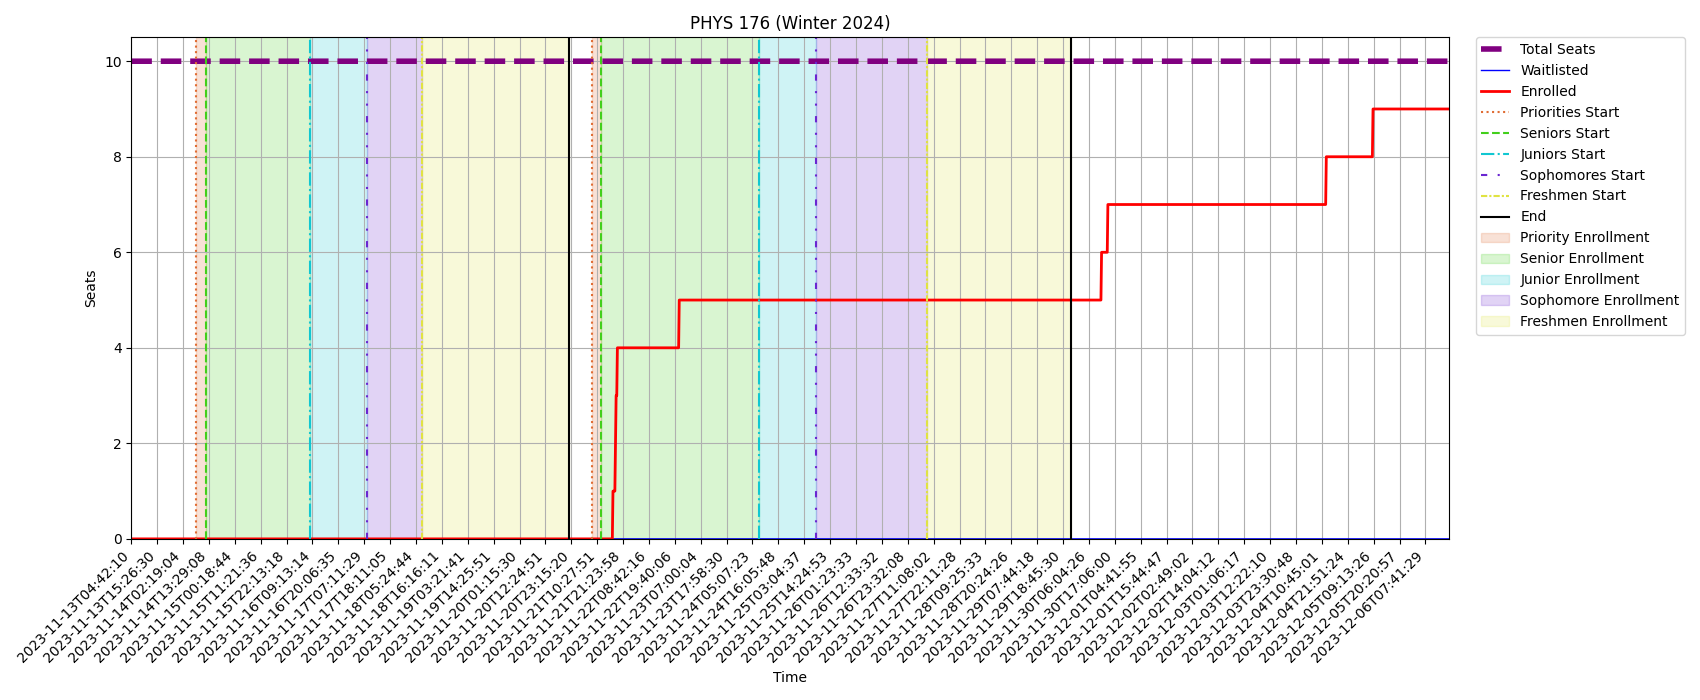 PHYS 176 (Winter 2024)
Seats
10
8
6
4
2
0
2023-11-13T04:42:10
2023-11-13T15:26:30
2023-11-14T02:19:04
2023-11-14T13:29:08
2023-11-15T00:18:44
2023-11-15T11:21:36
2023-11-15T22:13:18
2023-11-16T09:13:14
2023-11-16T20:06:35
2023-11-17T07:11:29
2023-11-17T18:11:05
2023-11-18T05:24:44
2023-11-18T16:16:11
2023-11-19T03:21:41
2023-11-19T14:25:51
2023-11-20T01:15:30
2023-11-20T12:24:51
2023-11-20T23:15:20
2023-11-21T10:27:51
2023-11-21T21:23:58
2023-11-22T08:42:16
2023-11-22T19:40:06
2023-11-23T07:00:04
2023-11-23T17:58:30
2023-11-24T05:07:23
2023-11-24T16:05:48
2023-11-25T03:04:37
2023-11-25T14:24:53
2023-11-26T01:23:33
2023-11-26T12:33:32
2023-11-26T23:32:08
2023-11-27T11:08:02
2023-11-27T22:11:28
2023-11-28T09:25:33
2023-11-28T20:24:26
2023-11-29T07:44:18
2023-11-29T18:45:30
2023-11-30T06:04:26
2023-11-30T17:06:00
2023-12-01T04:41:55
2023-12-01T15:44:47
2023-12-02T02:49:02
2023-12-02T14:04:12
2023-12-03T01:06:17
2023-12-03T12:22:10
2023-12-03T23:30:48
2023-12-04T10:45:01
2023-12-04T21:51:24
2023-12-05T09:13:26
2023-12-05T20:20:57
2023-12-06T07:41:29
Time
Total Seats
Waitlisted
Enrolled
Priorities Start
Seniors Start
Juniors Start
Sophomores Start
Freshmen Start
End
Priority Enrollment
Senior Enrollment
Junior Enrollment
Sophomore Enrollment
Freshmen Enrollment